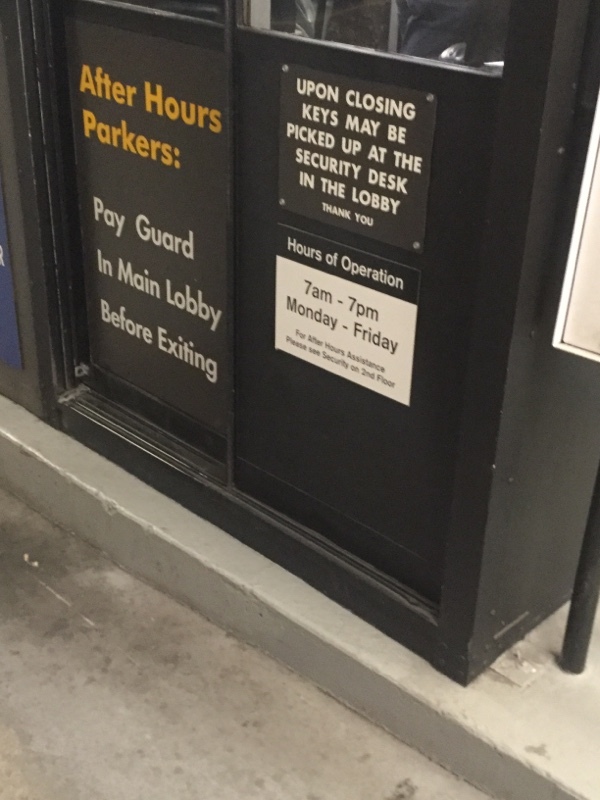 After Hours
Parkers:
Pay Guard
In Main Lobby
Before Exiting
UPON CLOSING
KEYS MAY BE
PICKED UP AT THE
SECURITY DESK
IN THE LOBBY
THANK YOU
Hours of Operation
7am - 7pm
Monday - Friday
For After Hours Assistance
Please see Security on 2nd Floor
R